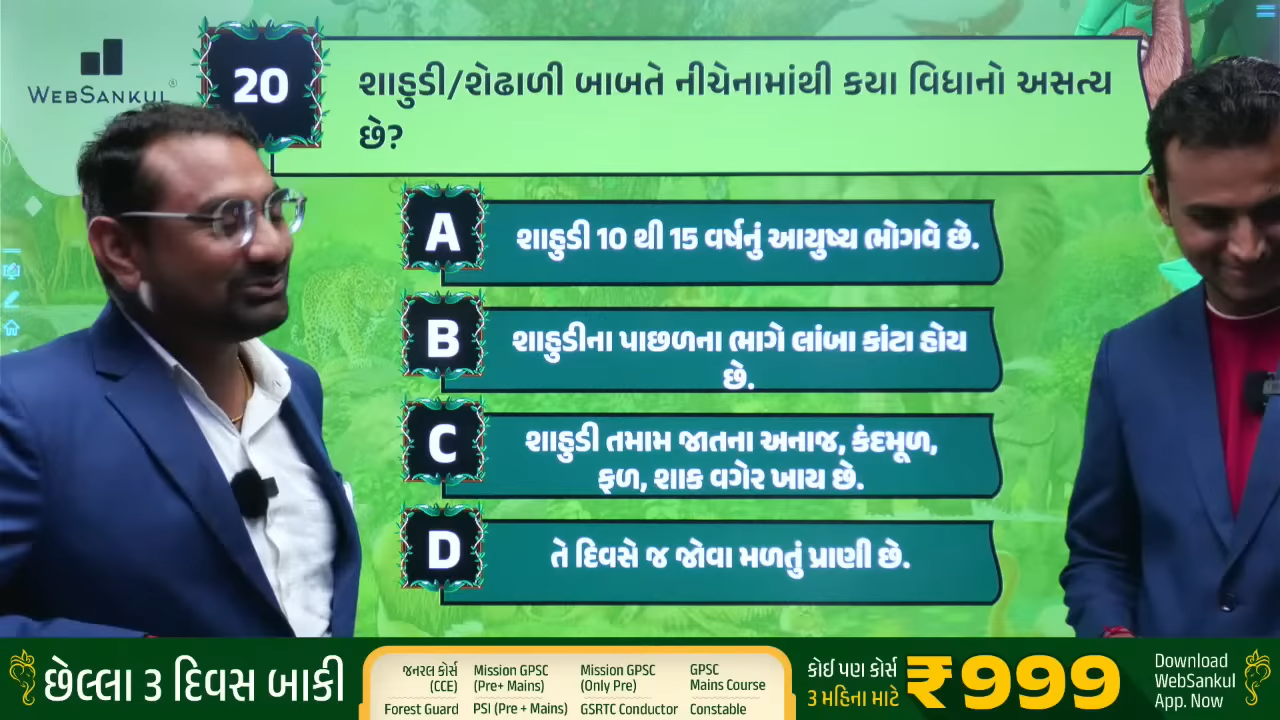 WEBSANKUL
20
શાહુડી/શેઢાળી બાબતે નીચેનામાંથી કયા વિધાનો અસત્ય
છે?
A
શાહુડી 10 થી 15 વર્ષનું આયુષ્ય ભોગવે છે.
B
શાહુડીના પાછળના ભાગે લાંબા કાંટા હોય
છે.
C
શાહુડી તમામ જાતના અનાજ, કંદમૂળ,
ફળ, શાક વગેર ખાય છે.
D
તે દિવસે જ જોવા મળતું પ્રાણી છે.
છેલ્લા ૩ દિવસ બાકી
જનરલ કોર્સ
(CCE)
Forest Guard
Mission GPSC
(Pre+ Mains)
PSI (Pre + Mains)
Mission GPSC
(Only Pre)
GSRTC Conductor
GPSC
Mains Course
Constable
કોઈ પણ કોર્સ
૩ મહિના માટે
₹999
Download
WebSankul
App. Now